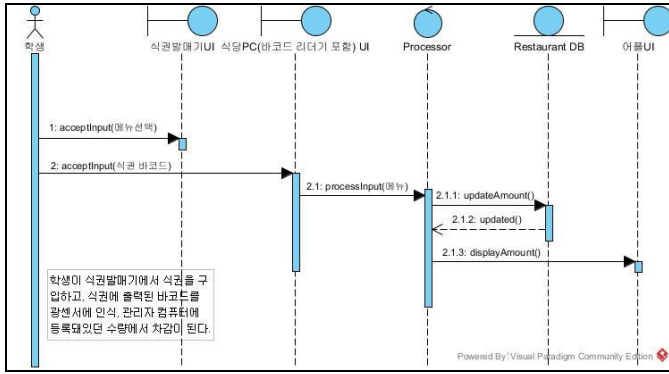 학생
식권발매기UI
식당PC(바코드 리더기 포함) UI
Processor
Restaurant DB
어플UI
1: acceptInput(메뉴선택)
2: acceptInput(식권 바코드)
2.1: processInput(메뉴)
2.1.1: updateAmount()
2.1.2: updated()
2.1.3: displayAmount()
학생이 식권발매기에서 식권을 구
입하고, 식권에 출력된 바코드를
광센서에 인식, 관리자 컴퓨터에
등록돼있던 수량에서 차감이 된다.
Powered By Visual Paradigm Community Edition